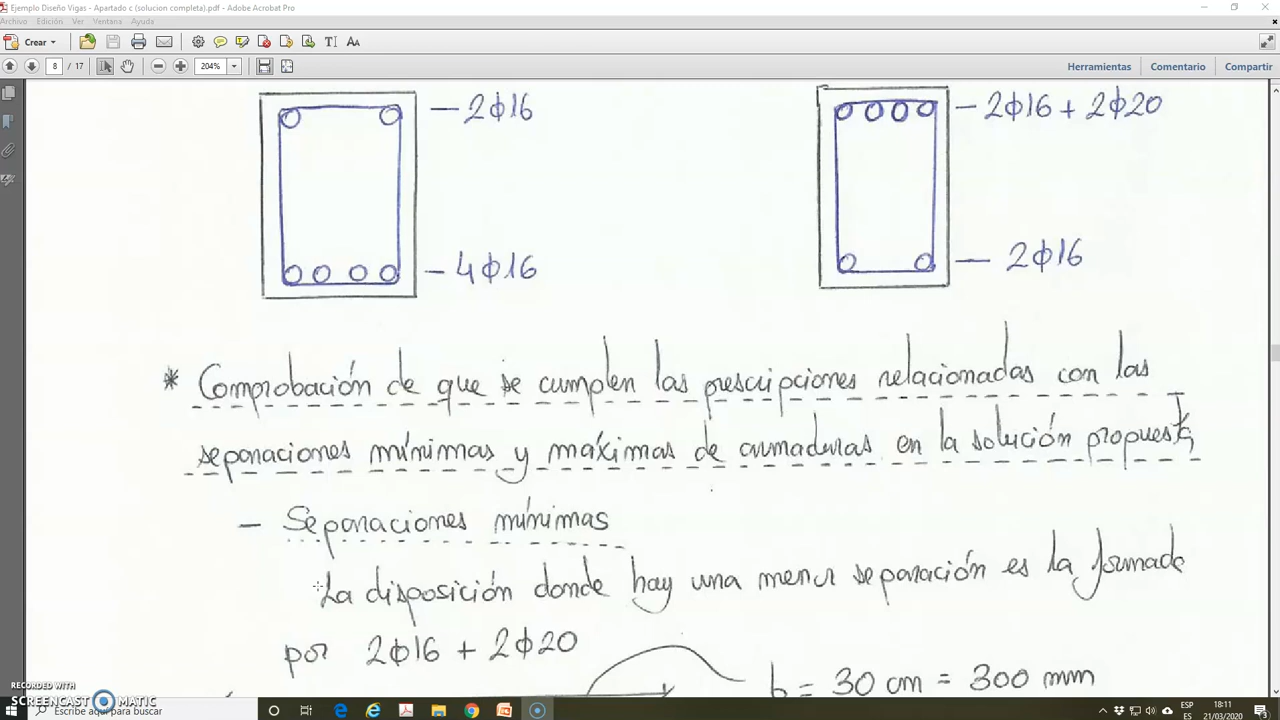 Ejemplo Diseño Vigas - Apartado c (solucion completa).pdf - Adobe Acrobat Pro
Archivo Edición Ver Ventana Ayuda
Crear
8 / 17 204% Herramientas Comentario Compartir
— 2ϕ16 — 2ϕ16 + 2ϕ20
— 4ϕ16 — 2ϕ16
* Comprobación de que se cumplen las prescripciones relacionadas con las
separaciones mínimas y máximas de armaduras en la solución propuesta
— Separaciones mínimas
La disposición donde hay una menor separación es la formada
por 2ϕ16 + 2ϕ20
b = 30 cm = 300 mm
RECORDED WITH
SCREENCAST MATIC
Escribe aquí para buscar
ESP 18:11
ES 21/03/2020